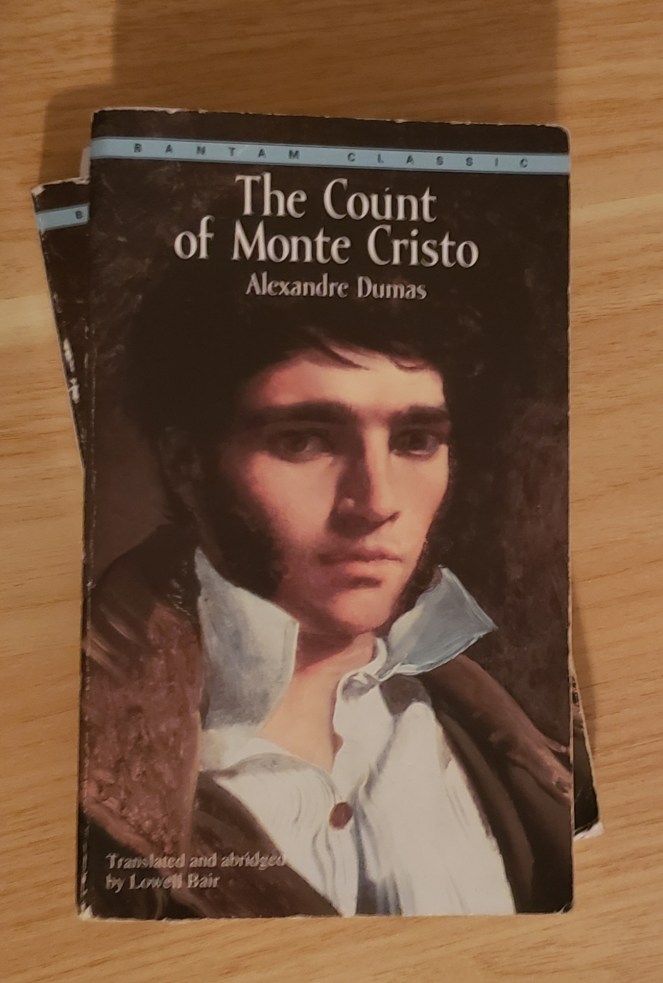 BANTAM CLASSIC
The Count
of Monte Cristo
Alexandre Dumas
Translated and abridged
by Lowell Bair
B